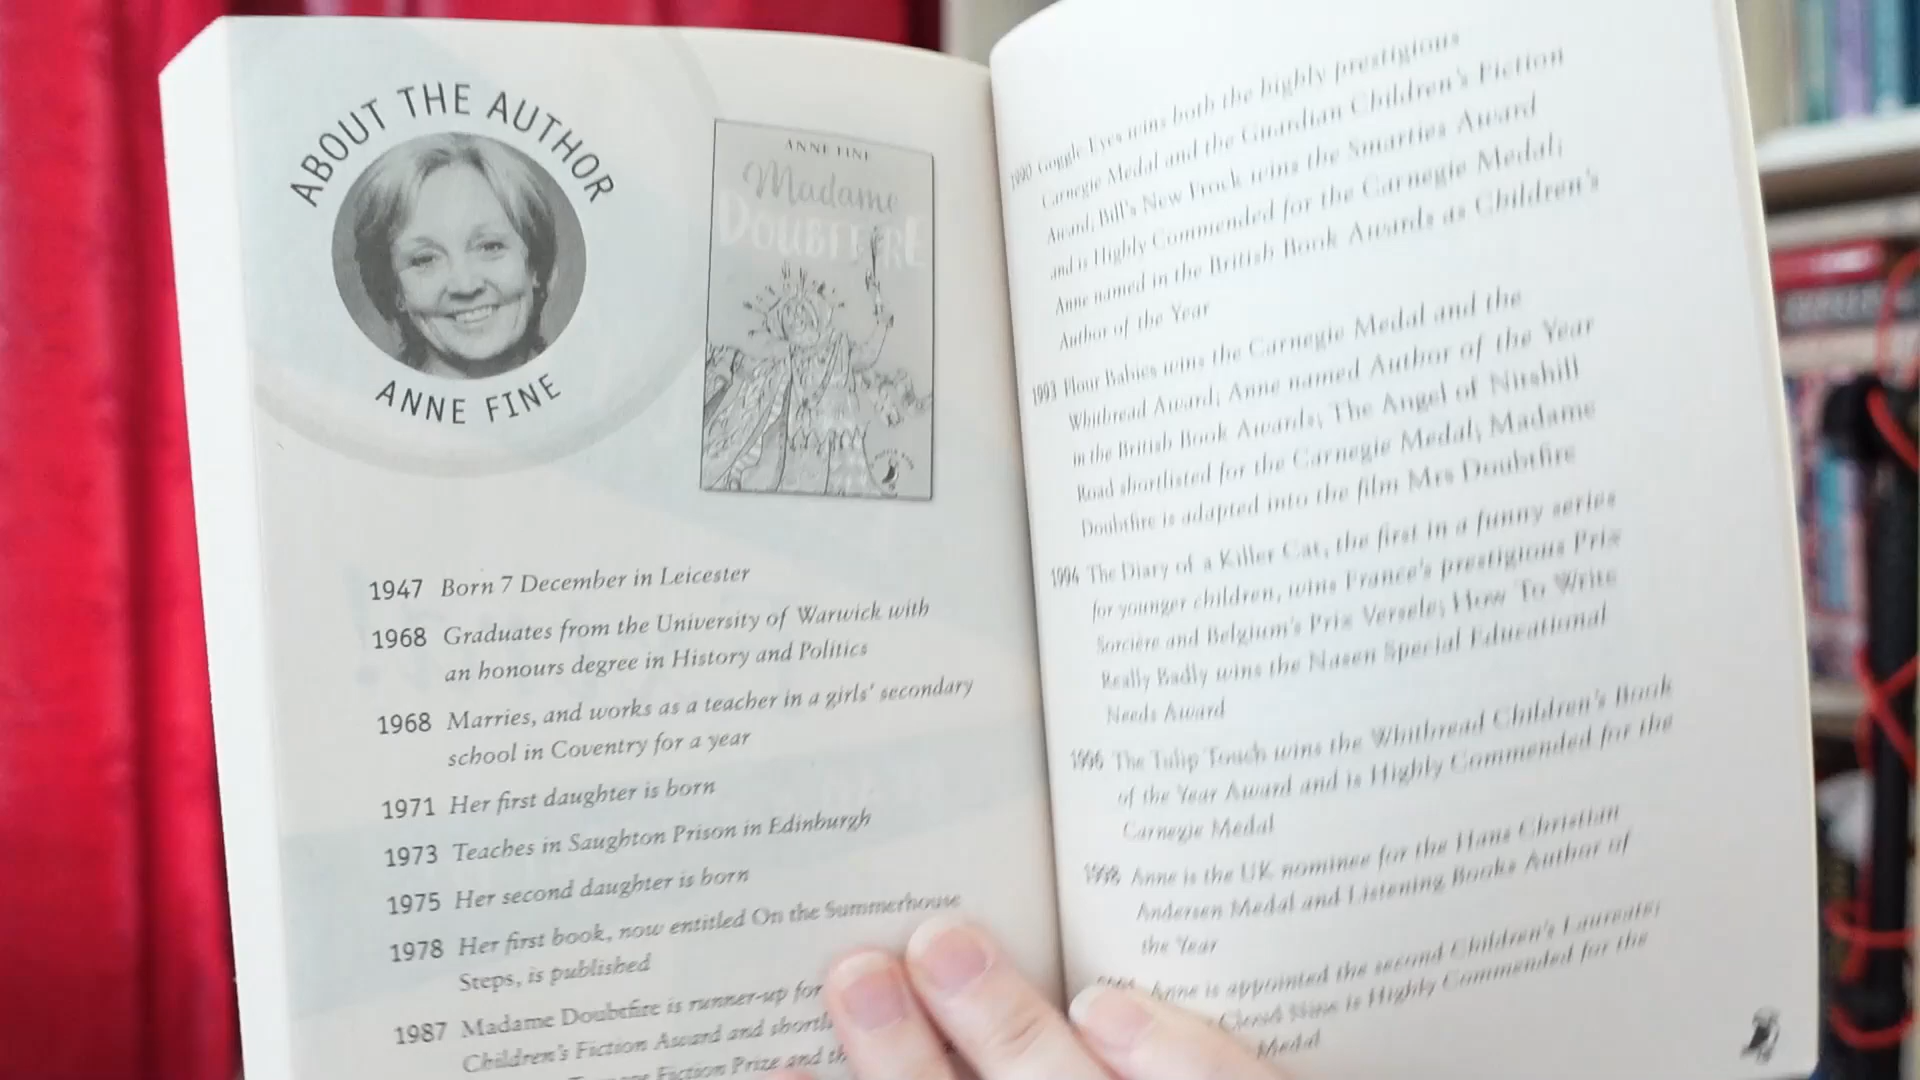 ABOUT THE AUTHOR
ANNE FINE
ANNE FINE
Madame
DOUBTFIRE
1947 Born 7 December in Leicester
1968 Graduates from the University of Warwick with
an honours degree in History and Politics
1968 Marries, and works as a teacher in a girls' secondary
school in Coventry for a year
1971 Her first daughter is born
1973 Teaches in Saughton Prison in Edinburgh
1975 Her second daughter is born
1978 Her first book, now entitled On the Summerhouse
Steps, is published
1987 Madame Doubtfire is runner-up for
Children's Fiction Award and
Fiction Prize and
1990 Goggle Eyes wins both the highly prestigious
Carnegie Medal and the Guardian Children's Fiction
Award; Bill's New Frock wins the Smarties Award
and is Highly Commended for the Carnegie Medal;
Anne named in the British Book Awards as Children's
Author of the Year
1993 Flour Babies wins the Carnegie Medal and the
Whitbread Award; Anne named Author of the Year
in the British Book Awards; The Angel of Nitshill
Road shortlisted for the Carnegie Medal; Madame
Doubtfire is adapted into the film Mrs Doubtfire
1994 The Diary of a Killer Cat, the first in a funny series
for younger children, wins France's prestigious Prix
Sorcière and Belgium's Prix Versele; How To Write
Really Badly wins the Nasen Special Educational
Needs Award
1996 The Tulip Touch wins the Whitbread Children's Book
of the Year Award and is Highly Commended for the
Carnegie Medal
1998 Anne is the UK nominee for the Hans Christian
Andersen Medal and Listening Books Author of
the Year
Anne is appointed the second Children's Laureate;
is Highly Commended for the
Medal